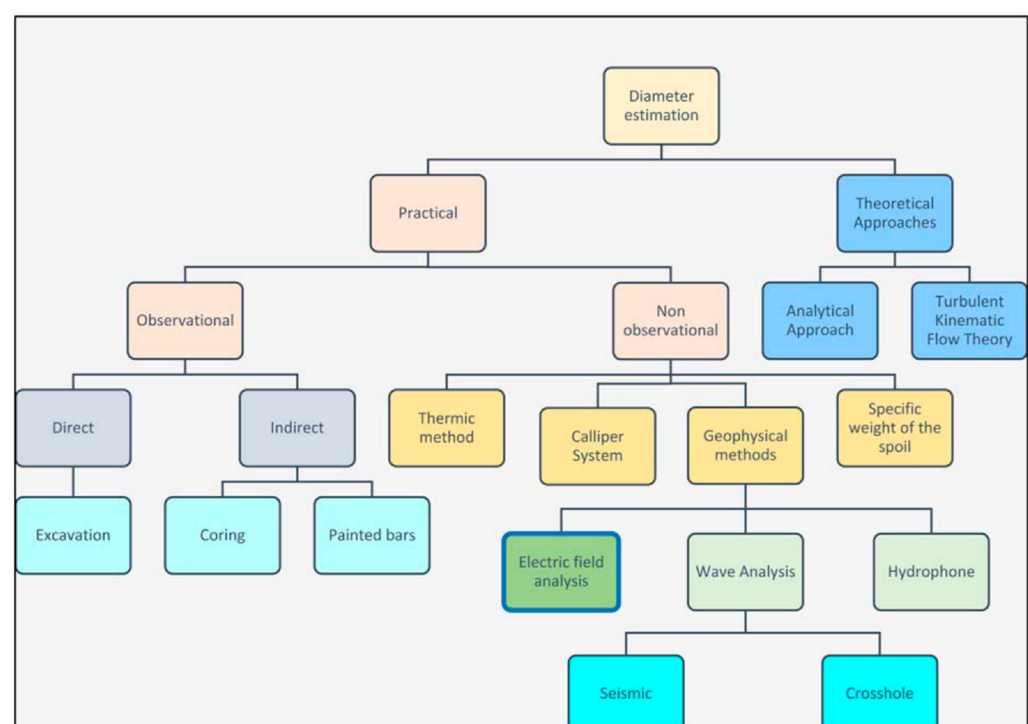 Diameter
estimation
Practical
Theoretical
Approaches
Observational
Non
observational
Analytical
Approach
Turbulent
Kinematic
Flow Theory
Direct
Indirect
Thermic
method
Calliper
System
Geophysical
methods
Specific
weight of the
spoil
Excavation
Coring
Painted bars
Electric field
analysis
Wave Analysis
Hydrophone
Seismic
Crosshole